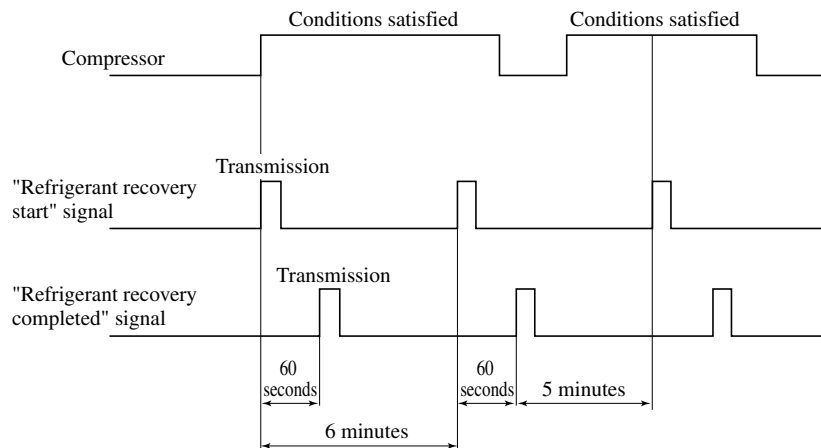 Conditions satisfied
Conditions satisfied
Compressor
Transmission
"Refrigerant recovery
start" signal
Transmission
"Refrigerant recovery
completed" signal
60
seconds
60
seconds
5 minutes
6 minutes